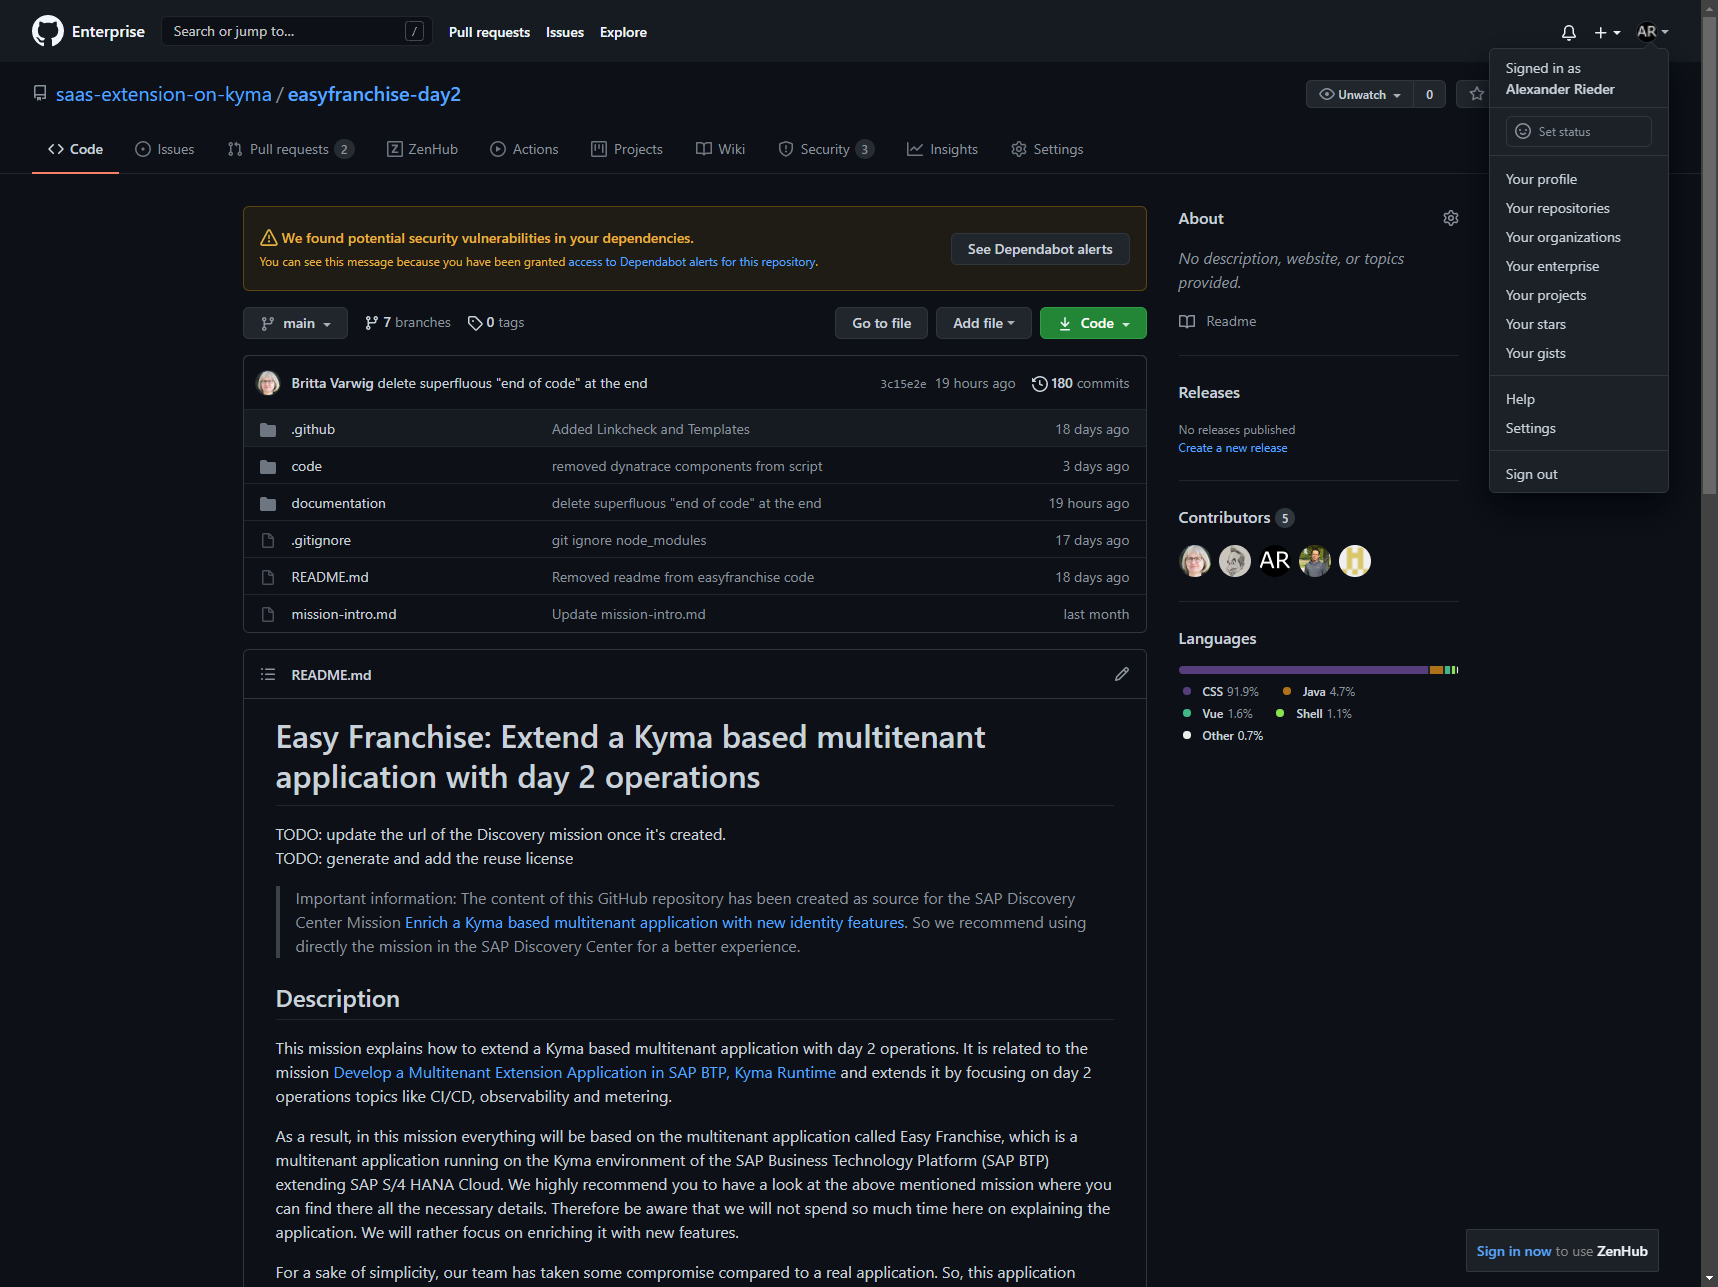 Enterprise
Search or jump to...
/
Pull requests
Issues
Explore
AR
Signed in as
Alexander Rieder
Set status
Your profile
Your repositories
Your organizations
Your enterprise
Your projects
Your stars
Your gists
Help
Settings
Sign out
saas-extension-on-kyma / easyfranchise-day2
Unwatch
0
Code
Issues
Pull requests 2
ZenHub
Actions
Projects
Wiki
Security 3
Insights
Settings
We found potential security vulnerabilities in your dependencies.
You can see this message because you have been granted access to Dependabot alerts for this repository.
See Dependabot alerts
main
7 branches
0 tags
Go to file
Add file
Code
Britta Varwig delete superfluous "end of code" at the end
3c15e2e 19 hours ago
180 commits
.github
Added Linkcheck and Templates
18 days ago
code
removed dynatrace components from script
3 days ago
documentation
delete superfluous "end of code" at the end
19 hours ago
.gitignore
git ignore node_modules
17 days ago
README.md
Removed readme from easyfranchise code
18 days ago
mission-intro.md
Update mission-intro.md
last month
README.md
Easy Franchise: Extend a Kyma based multitenant
application with day 2 operations
TODO: update the url of the Discovery mission once it's created.
TODO: generate and add the reuse license
Important information: The content of this GitHub repository has been created as source for the SAP Discovery
Center Mission Enrich a Kyma based multitenant application with new identity features. So we recommend using
directly the mission in the SAP Discovery Center for a better experience.
Description
This mission explains how to extend a Kyma based multitenant application with day 2 operations. It is related to the
mission Develop a Multitenant Extension Application in SAP BTP, Kyma Runtime and extends it by focusing on day 2
operations topics like CI/CD, observability and metering.
As a result, in this mission everything will be based on the multitenant application called Easy Franchise, which is a
multitenant application running on the Kyma environment of the SAP Business Technology Platform (SAP BTP)
extending SAP S/4 HANA Cloud. We highly recommend you to have a look at the above mentioned mission where you
can find there all the necessary details. Therefore be aware that we will not spend so much time here on explaining the
application. We will rather focus on enriching it with new features.
For a sake of simplicity, our team has taken some compromise compared to a real application. So, this application
About
No description, website, or topics
provided.
Readme
Releases
No releases published
Create a new release
Contributors 5
AR
Languages
CSS 91.9%
Java 4.7%
Vue 1.6%
Shell 1.1%
Other 0.7%
Sign in now to use ZenHub